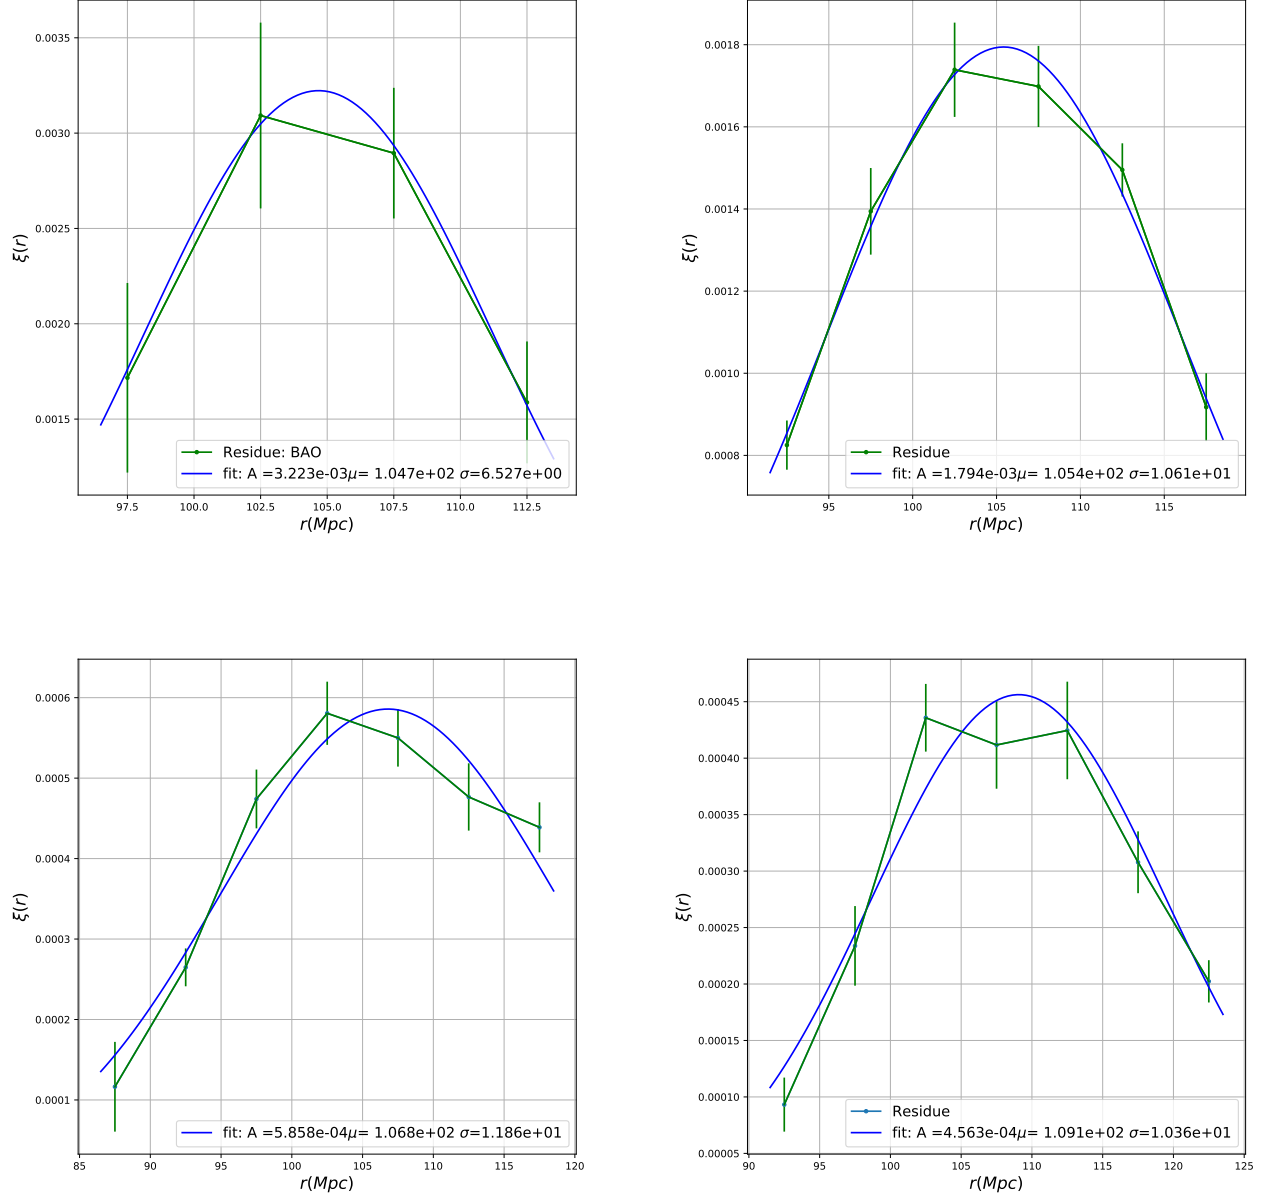 0.0035
0.0030
0.0025
0.0020
0.0015
ξ(r)
Residue: BAO
fit: A =3.223e-03μ= 1.047e+02 σ=6.527e+00
97.5 100.0 102.5 105.0 107.5 110.0 112.5
r(Mpc)
0.0018
0.0016
0.0014
0.0012
0.0010
0.0008
ξ(r)
Residue
fit: A =1.794e-03μ= 1.054e+02 σ=1.061e+01
95 100 105 110 115
r(Mpc)
0.0006
0.0005
0.0004
0.0003
0.0002
0.0001
ξ(r)
fit: A =5.858e-04μ= 1.068e+02 σ=1.186e+01
85 90 95 100 105 110 115 120
r(Mpc)
0.00045
0.00040
0.00035
0.00030
0.00025
0.00020
0.00015
0.00010
0.00005
ξ(r)
Residue
fit: A =4.563e-04μ= 1.091e+02 σ=1.036e+01
90 95 100 105 110 115 120 125
r(Mpc)